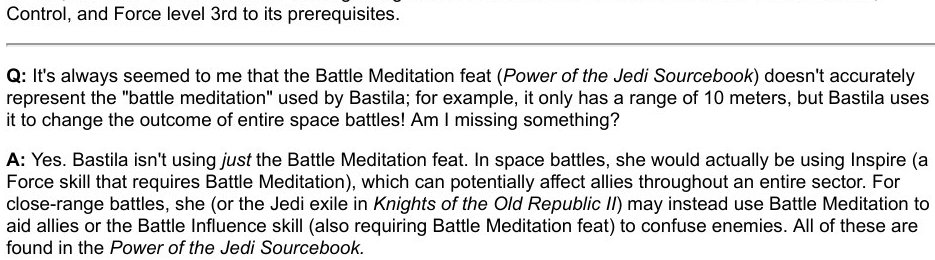 Control, and Force level 3rd to its prerequisites.
Q: It's always seemed to me that the Battle Meditation feat (Power of the Jedi Sourcebook) doesn't accurately
represent the "battle meditation" used by Bastila; for example, it only has a range of 10 meters, but Bastila uses
it to change the outcome of entire space battles! Am I missing something?
A: Yes. Bastila isn't using just the Battle Meditation feat. In space battles, she would actually be using Inspire (a
Force skill that requires Battle Meditation), which can potentially affect allies throughout an entire sector. For
close-range battles, she (or the Jedi exile in Knights of the Old Republic II) may instead use Battle Meditation to
aid allies or the Battle Influence skill (also requiring Battle Meditation feat) to confuse enemies. All of these are
found in the Power of the Jedi Sourcebook.